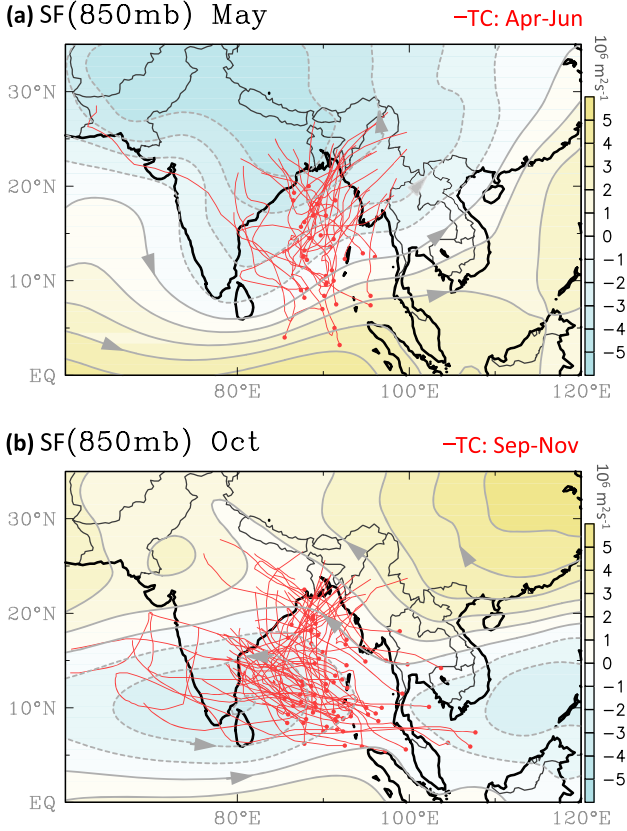 (a) SF(850mb) May –TC: Apr-Jun
10⁶ m²s⁻¹
30°N
20°N
10°N
EQ
80°E 100°E 120°E
5
4
3
2
1
0
−1
−2
−3
−4
−5
(b) SF(850mb) Oct –TC: Sep-Nov
10⁶ m²s⁻¹
30°N
20°N
10°N
EQ
80°E 100°E 120°E
5
4
3
2
1
0
−1
−2
−3
−4
−5